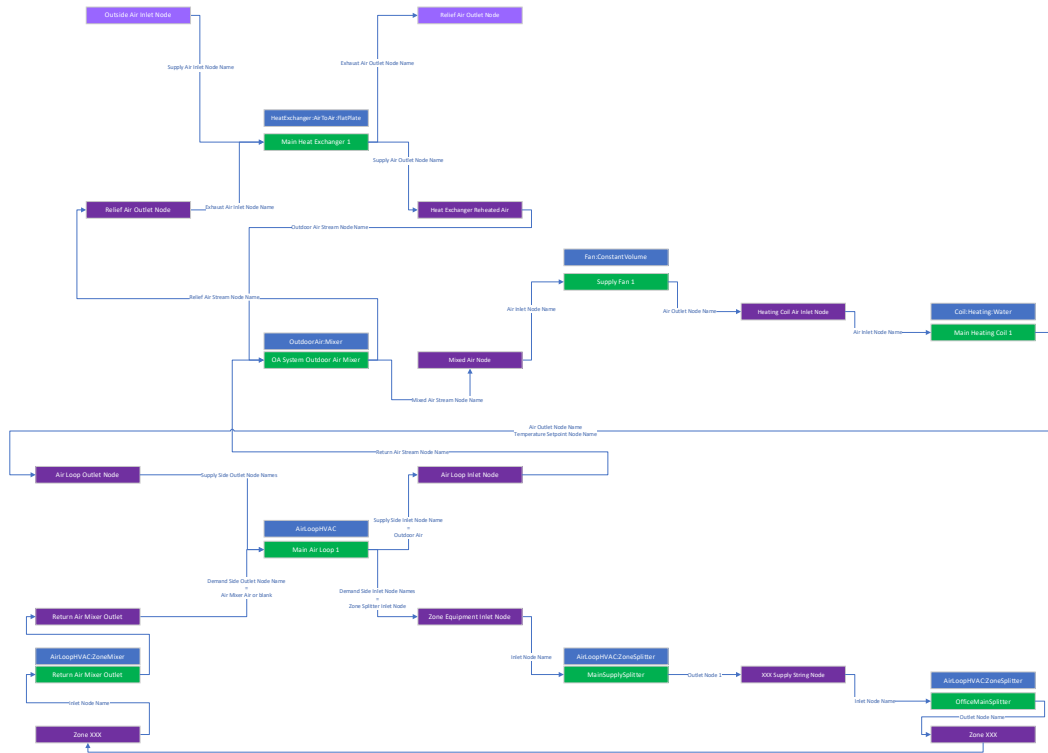 Outside Air Inlet Node
Relief Air Outlet Node
Supply Air Inlet Node Name
Exhaust Air Outlet Node Name
HeatExchanger:AirToAir:FlatPlate
Main Heat Exchanger 1
Supply Air Outlet Node Name
Relief Air Outlet Node
Exhaust Air Inlet Node Name
Heat Exchanger Reheated Air
Outdoor Air Stream Node Name
Fan:ConstantVolume
Supply Fan 1
Relief Air Stream Node Name
Air Inlet Node Name
Air Outlet Node Name
Heating Coil Air Inlet Node
Coil:Heating:Water
Air Inlet Node Name
Main Heating Coil 1
OutdoorAir:Mixer
OA System Outdoor Air Mixer
Mixed Air Node
Mixed Air Stream Node Name
Air Outlet Node Name
Temperature Setpoint Node Name
Return Air Stream Node Name
Air Loop Outlet Node
Supply Side Outlet Node Names
Air Loop Inlet Node
Supply Side Inlet Node Name
=
Outdoor Air
AirLoopHVAC
Main Air Loop 1
Demand Side Outlet Node Name
=
Air Mixer Air or blank
Demand Side Inlet Node Names
=
Zone Splitter Inlet Node
Return Air Mixer Outlet
Zone Equipment Inlet Node
AirLoopHVAC:ZoneMixer
Return Air Mixer Outlet
Inlet Node Name
AirLoopHVAC:ZoneSplitter
MainSupplySplitter
Outlet Node 1
XXX Supply String Node
AirLoopHVAC:ZoneSplitter
Inlet Node Name
OfficeMainSplitter
Inlet Node Name
Outlet Node Name
Zone XXX
Zone XXX